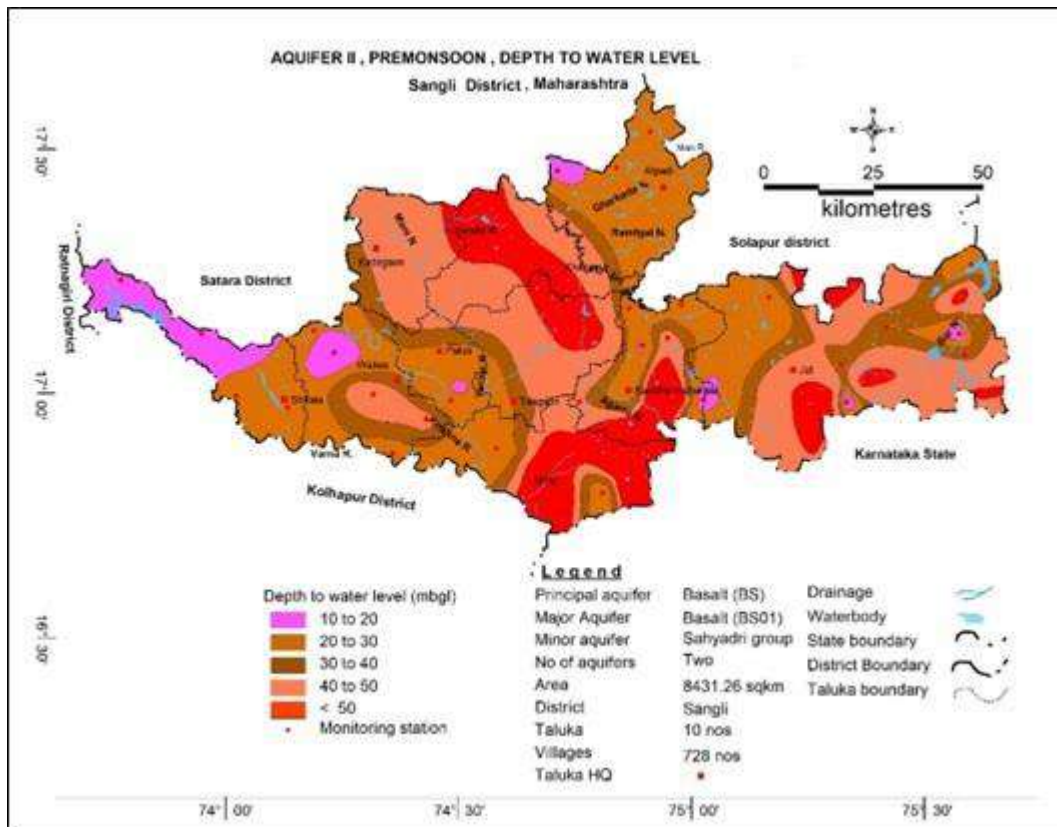 AQUIFER II , PREMONSOON , DEPTH TO WATER LEVEL
Sangli District , Maharashtra
N
W E
S
17° 30'
0 25 50
kilometres
Solapur district
Satara District
Ratnagiri District
17° 00'
Jat
Karnataka State
Kolhapur District
Legend
Depth to water level (mbgl)
10 to 20
20 to 30
30 to 40
40 to 50
< 50
Monitoring station
Principal aquifer Basalt (BS)
Major Aquifer Basalt (BS01)
Minor aquifer Sahyadri group
No of aquifers Two
Area 8431.26 sqkm
District Sangli
Taluka 10 nos
Villages 728 nos
Taluka HQ
Drainage
Waterbody
State boundary
District Boundary
Taluka boundary
16° 30'
74° 00' 74° 30' 75° 00' 75° 30'